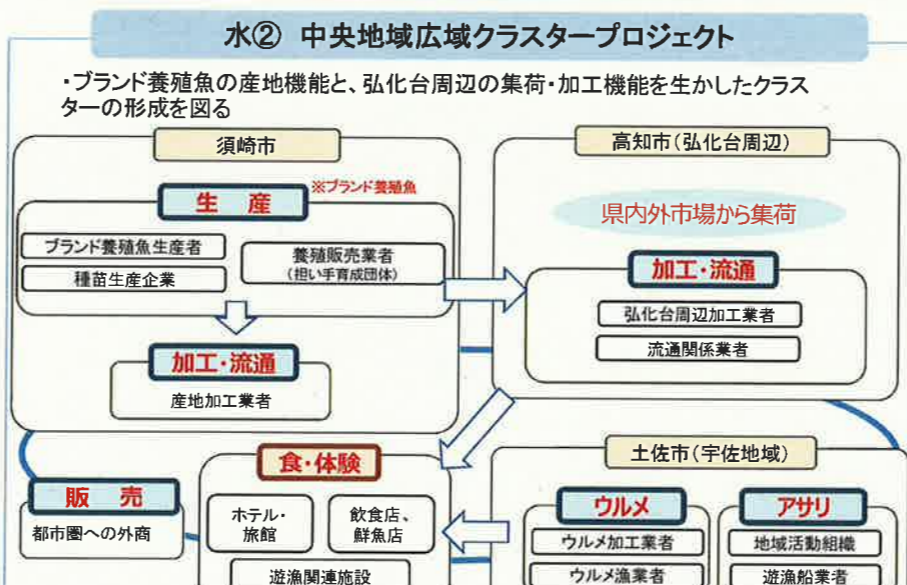 水② 中央地域広域クラスタープロジェクト
・ブランド養殖魚の産地機能と、弘化台周辺の集荷・加工機能を生かしたクラス
ターの形成を図る
須崎市
生 産
※ブランド養殖魚
ブランド養殖魚生産者
種苗生産企業
養殖販売業者
(担い手育成団体)
加工・流通
産地加工業者
高知市(弘化台周辺)
県内外市場から集荷
加工・流通
弘化台周辺加工業者
流通関係業者
販 売
都市圏への外商
食・体験
ホテル・
旅館
飲食店、
鮮魚店
遊漁関連施設
土佐市(宇佐地域)
ウルメ
ウルメ加工業者
ウルメ漁業者
アサリ
地域活動組織
遊漁船業者